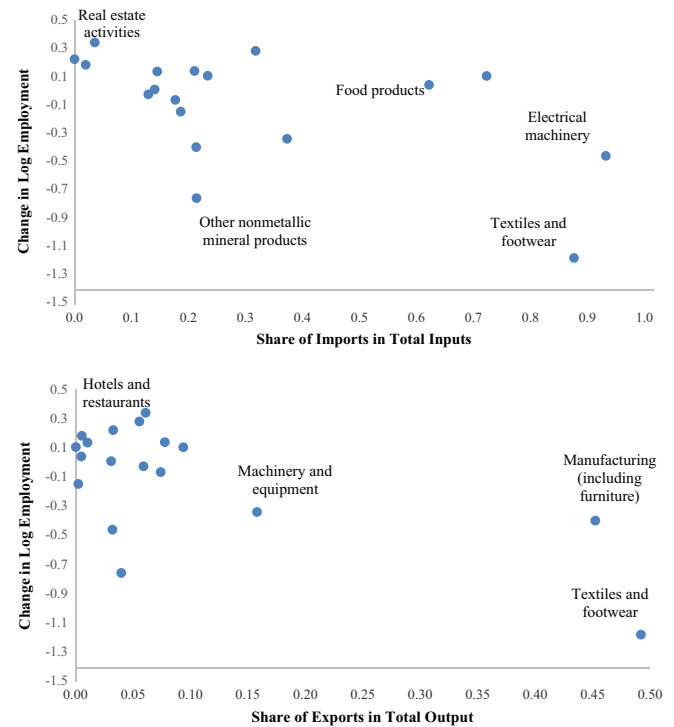 Real estate
activities
0.5
0.3
0.1
-0.1
-0.3
-0.5
-0.7
-0.9
-1.1
-1.3
-1.5
Change in Log Employment
Food products
Electrical
machinery
Other nonmetallic
mineral products
Textiles and
footwear
0.0 0.1 0.2 0.3 0.4 0.5 0.6 0.7 0.8 0.9 1.0
Share of Imports in Total Inputs
Hotels and
restaurants
0.5
0.3
0.1
-0.1
-0.3
-0.5
-0.7
-0.9
-1.1
-1.3
-1.5
Change in Log Employment
Machinery and
equipment
Manufacturing
(including
furniture)
Textiles and
footwear
0.00 0.05 0.10 0.15 0.20 0.25 0.30 0.35 0.40 0.45 0.50
Share of Exports in Total Output